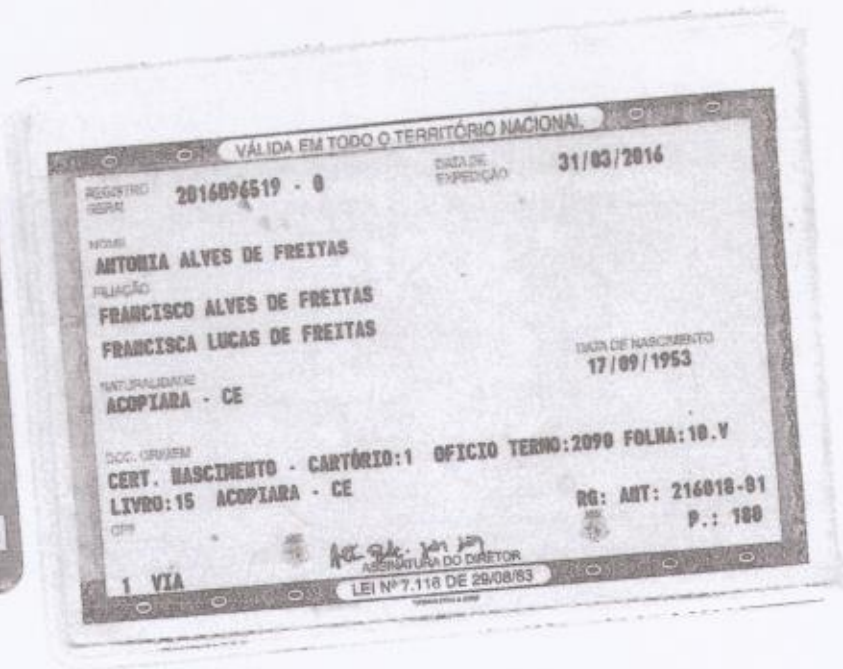 VÁLIDA EM TODO O TERRITÓRIO NACIONAL
REGISTRO GERAL 2016096519 - 0 DATA DE EXPEDIÇÃO 31/03/2016
NOME
ANTONIA ALVES DE FREITAS
FILIAÇÃO
FRANCISCO ALVES DE FREITAS
FRANCISCA LUCAS DE FREITAS
NATURALIDADE DATA DE NASCIMENTO
ACOPIARA - CE 17/09/1953
DOC. ORIGEM
CERT. NASCIMENTO - CARTÓRIO:1 OFICIO TERMO:2090 FOLHA:10.V
LIVRO:15 ACOPIARA - CE
CPF RG: ANT: 216018-81
P.: 180
1 VIA ASSINATURA DO DIRETOR
LEI Nº 7.116 DE 29/08/83